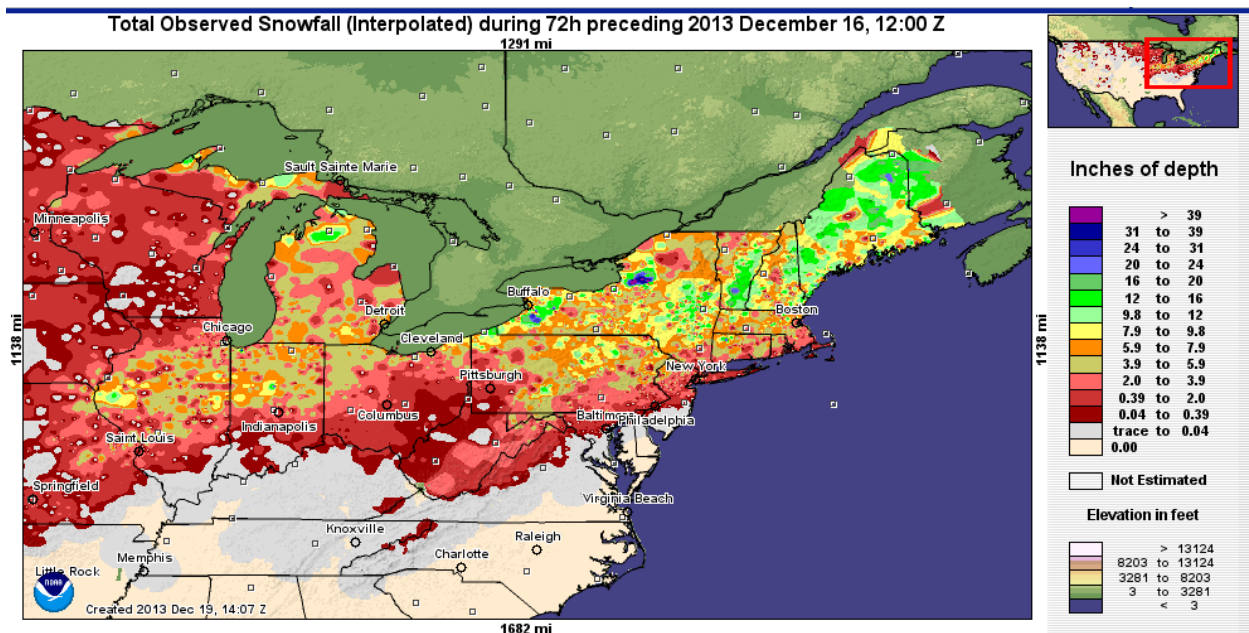 Total Observed Snowfall (Interpolated) during 72h preceding 2013 December 16, 12:00 Z
1291 mi
1138 mi
Sault Sainte Marie
Minneapolis
Buffalo
Detroit
Boston
Chicago
Cleveland
New York
Pittsburgh
Columbus
Baltimore
Philadelphia
Indianapolis
Saint Louis
Springfield
Virginia Beach
Knoxville
Raleigh
Memphis
Charlotte
Little Rock
NOAA
Created 2013 Dec 19, 14:07 Z
1682 mi
1138 mi
Inches of depth
> 39
31 to 39
24 to 31
20 to 24
16 to 20
12 to 16
9.8 to 12
7.9 to 9.8
5.9 to 7.9
3.9 to 5.9
2.0 to 3.9
0.39 to 2.0
0.04 to 0.39
trace to 0.04
0.00
Not Estimated
Elevation in feet
> 13124
8203 to 13124
3281 to 8203
3 to 3281
< 3